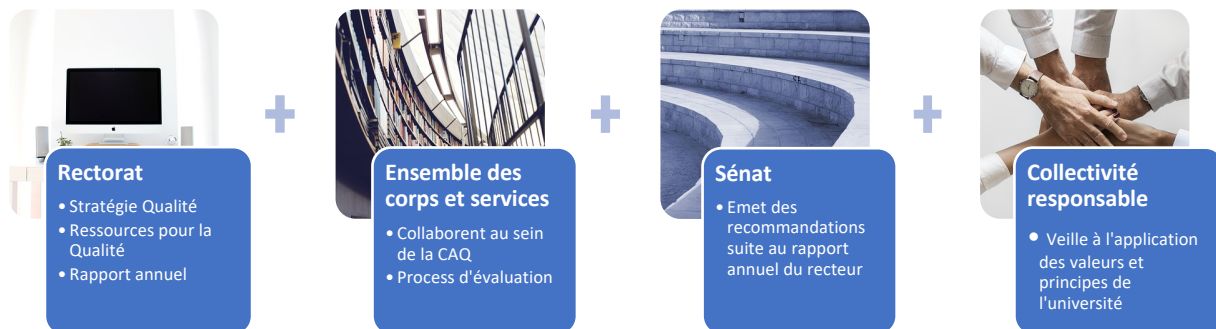 Rectorat
• Stratégie Qualité
• Ressources pour la
Qualité
• Rapport annuel
Ensemble des
corps et services
• Collaborent au sein
de la CAQ
• Process d'évaluation
Sénat
• Emet des
recommandations
suite au rapport
annuel du recteur
Collectivité
responsable
• Veille à l'application
des valeurs et
principes de
l'université